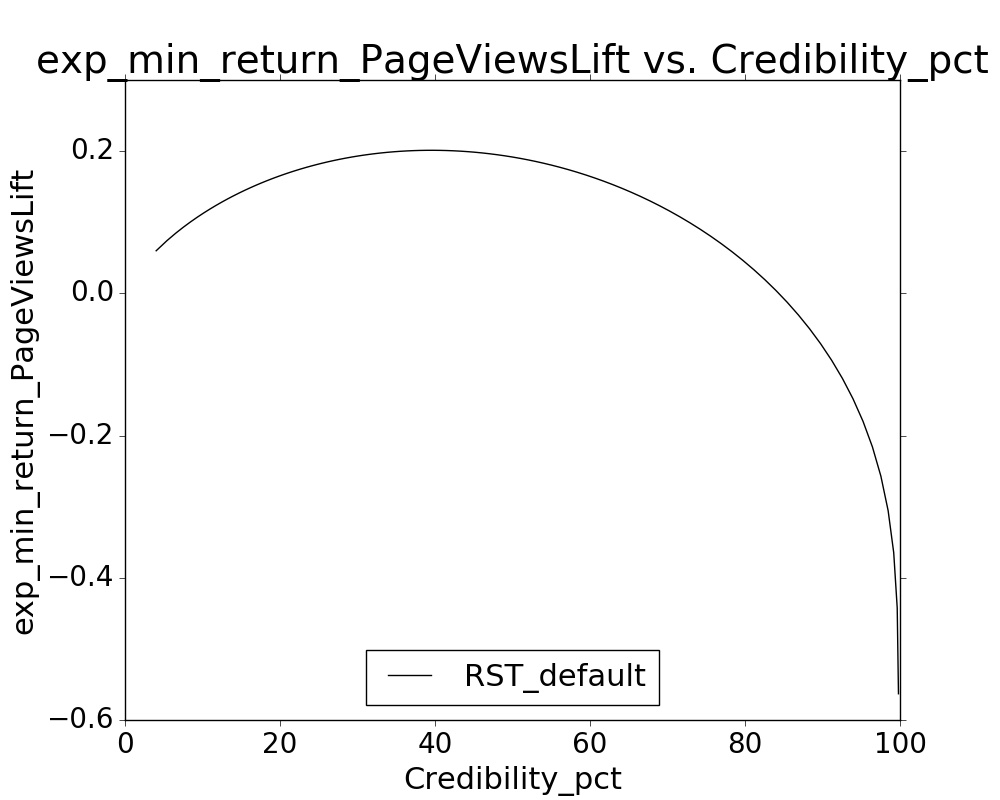 exp_min_return_PageViewsLift vs. Credibility_pct
exp_min_return_PageViewsLift
0.2
0.0
−0.2
−0.4
−0.6
RST_default
0 20 40 60 80 100
Credibility_pct